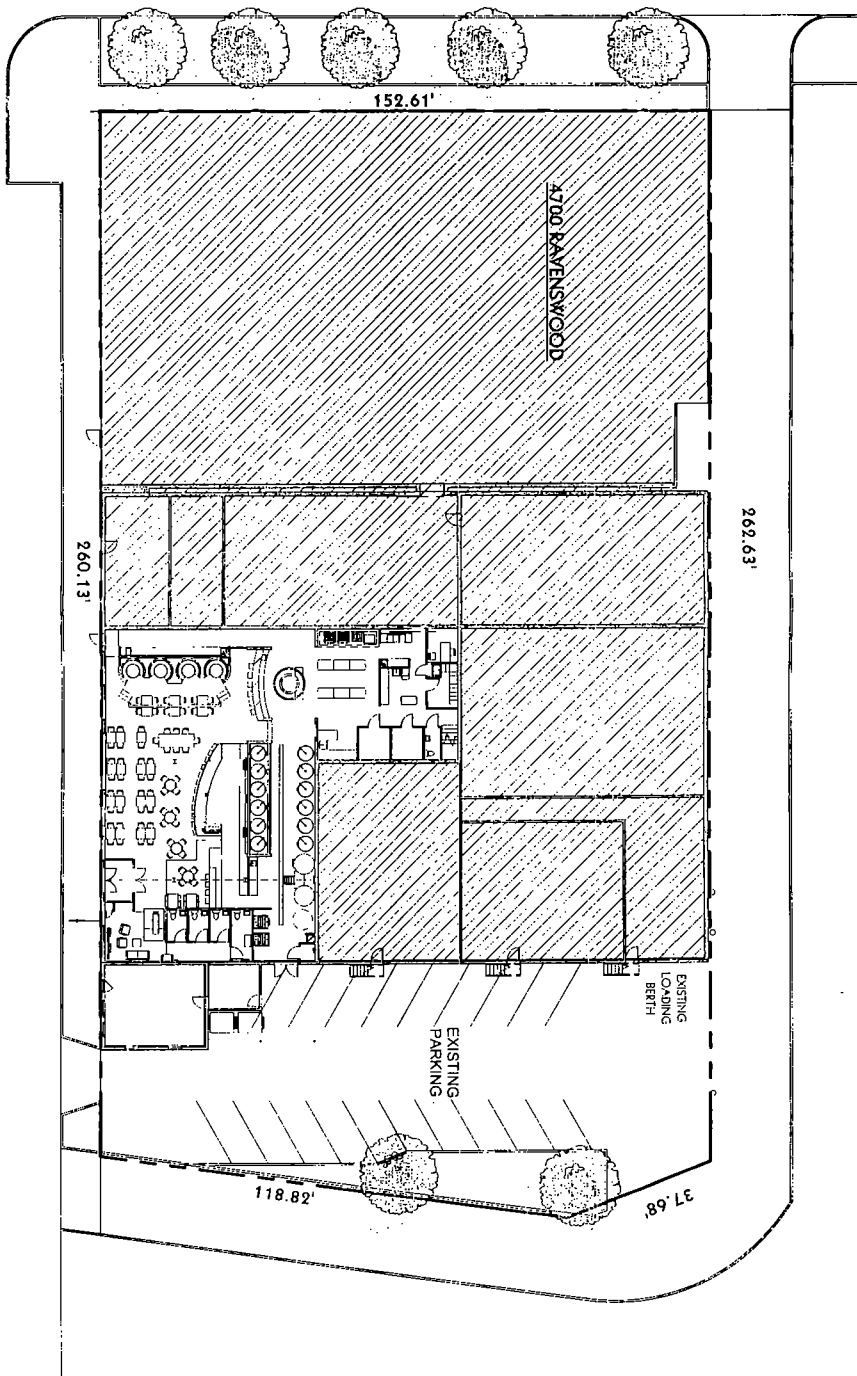 152.61'
4700 RAVENSWOOD
262.63'
260.13'
EXISTING
LOADING
BERTH
EXISTING
PARKING
118.82'
37.68'